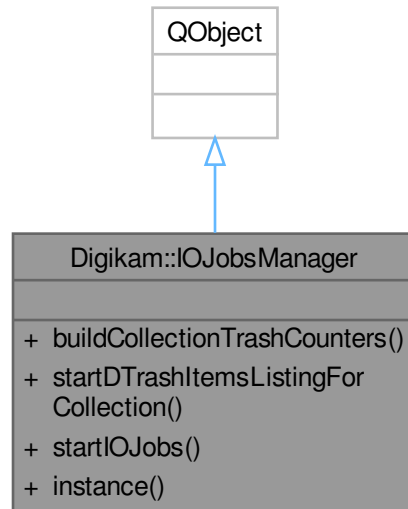 QObject
Digikam::IOJobsManager
+ buildCollectionTrashCounters()
+ startDTrashItemsListingFor
Collection()
+ startIOJobs()
+ instance()